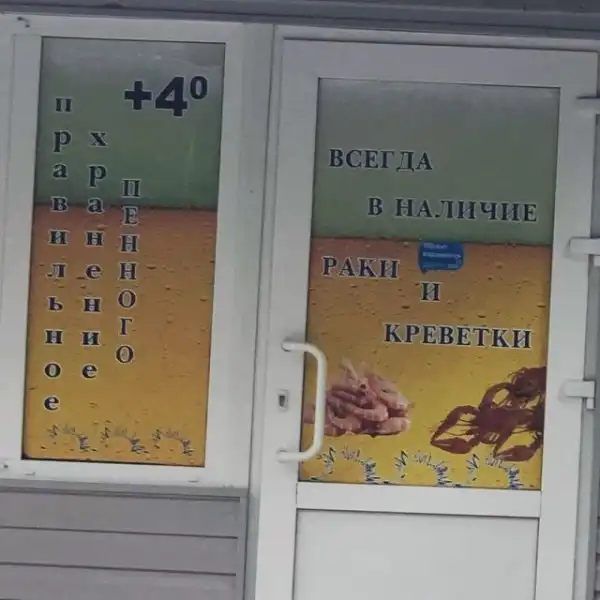 +4⁰
правильное
хранение
ПЕННОГО
ВСЕГДА
В НАЛИЧИЕ
РАКИ
И
КРЕВЕТКИ